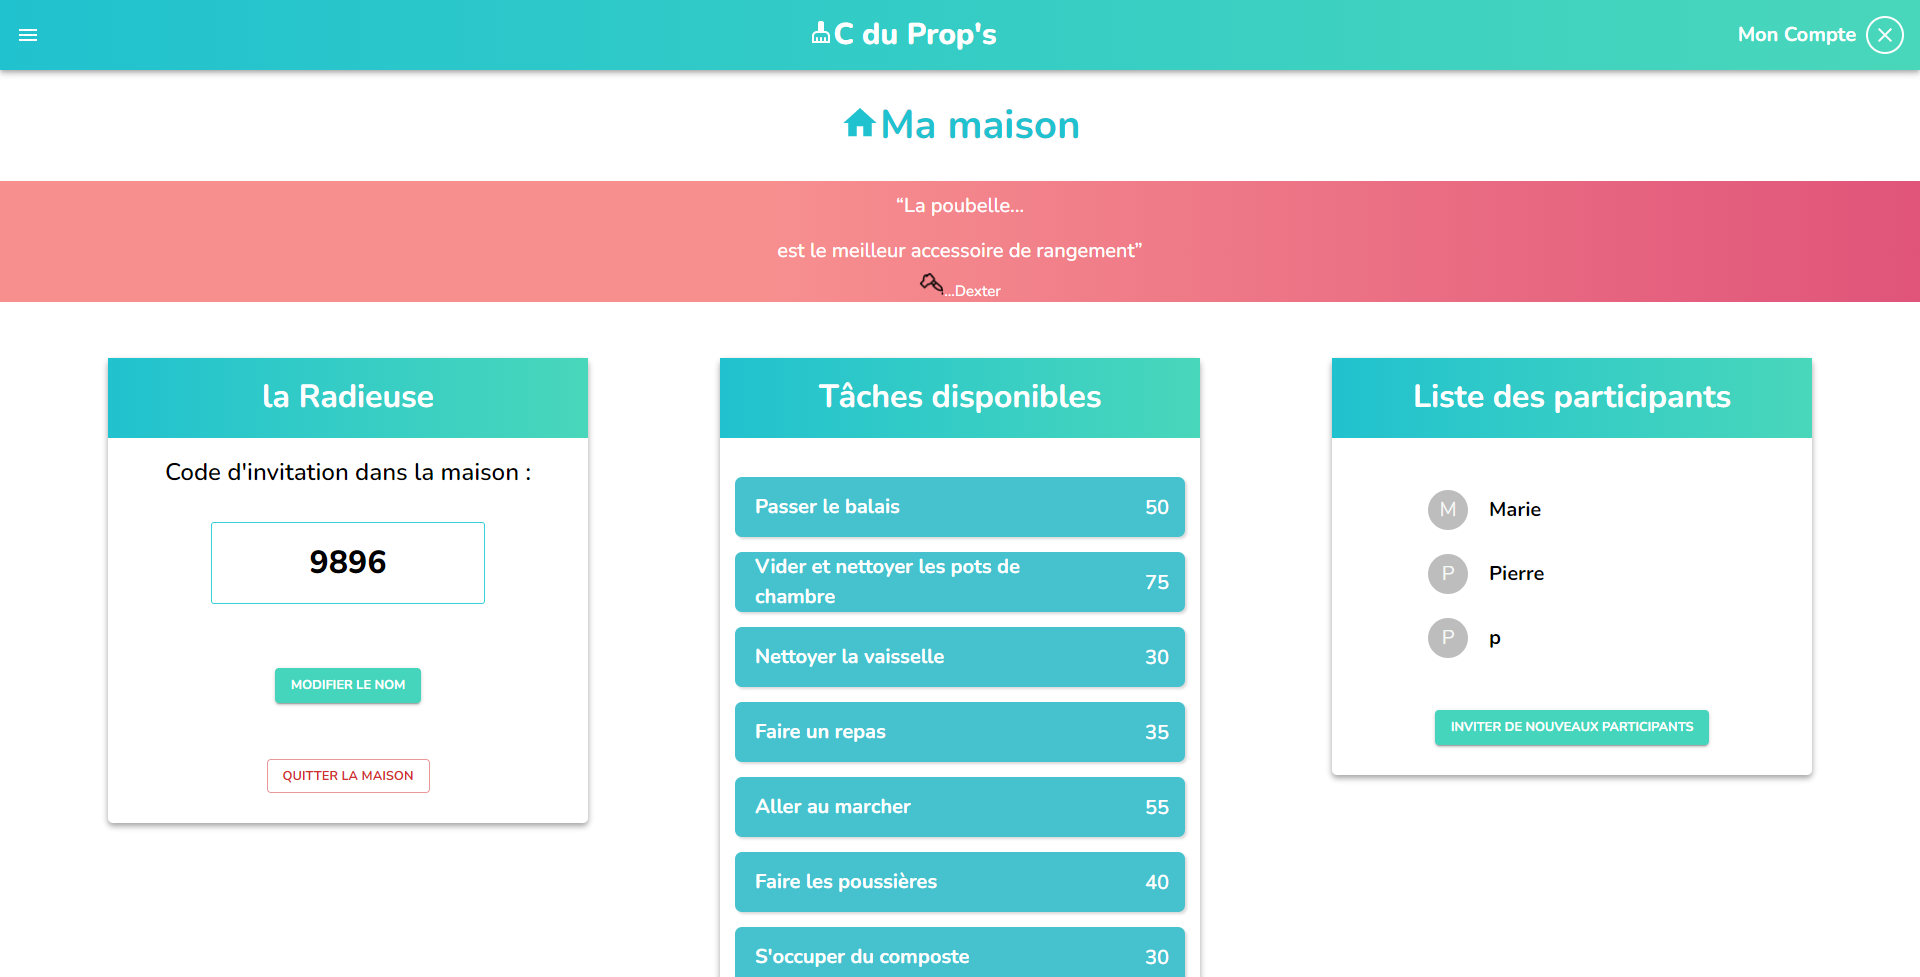 C du Prop's
Mon Compte
Ma maison
“La poubelle...
est le meilleur accessoire de rangement”
...Dexter
la Radieuse
Code d'invitation dans la maison :
9896
MODIFIER LE NOM
QUITTER LA MAISON
Tâches disponibles
Passer le balais 50
Vider et nettoyer les pots de
chambre 75
Nettoyer la vaisselle 30
Faire un repas 35
Aller au marcher 55
Faire les poussières 40
S'occuper du composte 30
Liste des participants
M Marie
P Pierre
P p
INVITER DE NOUVEAUX PARTICIPANTS